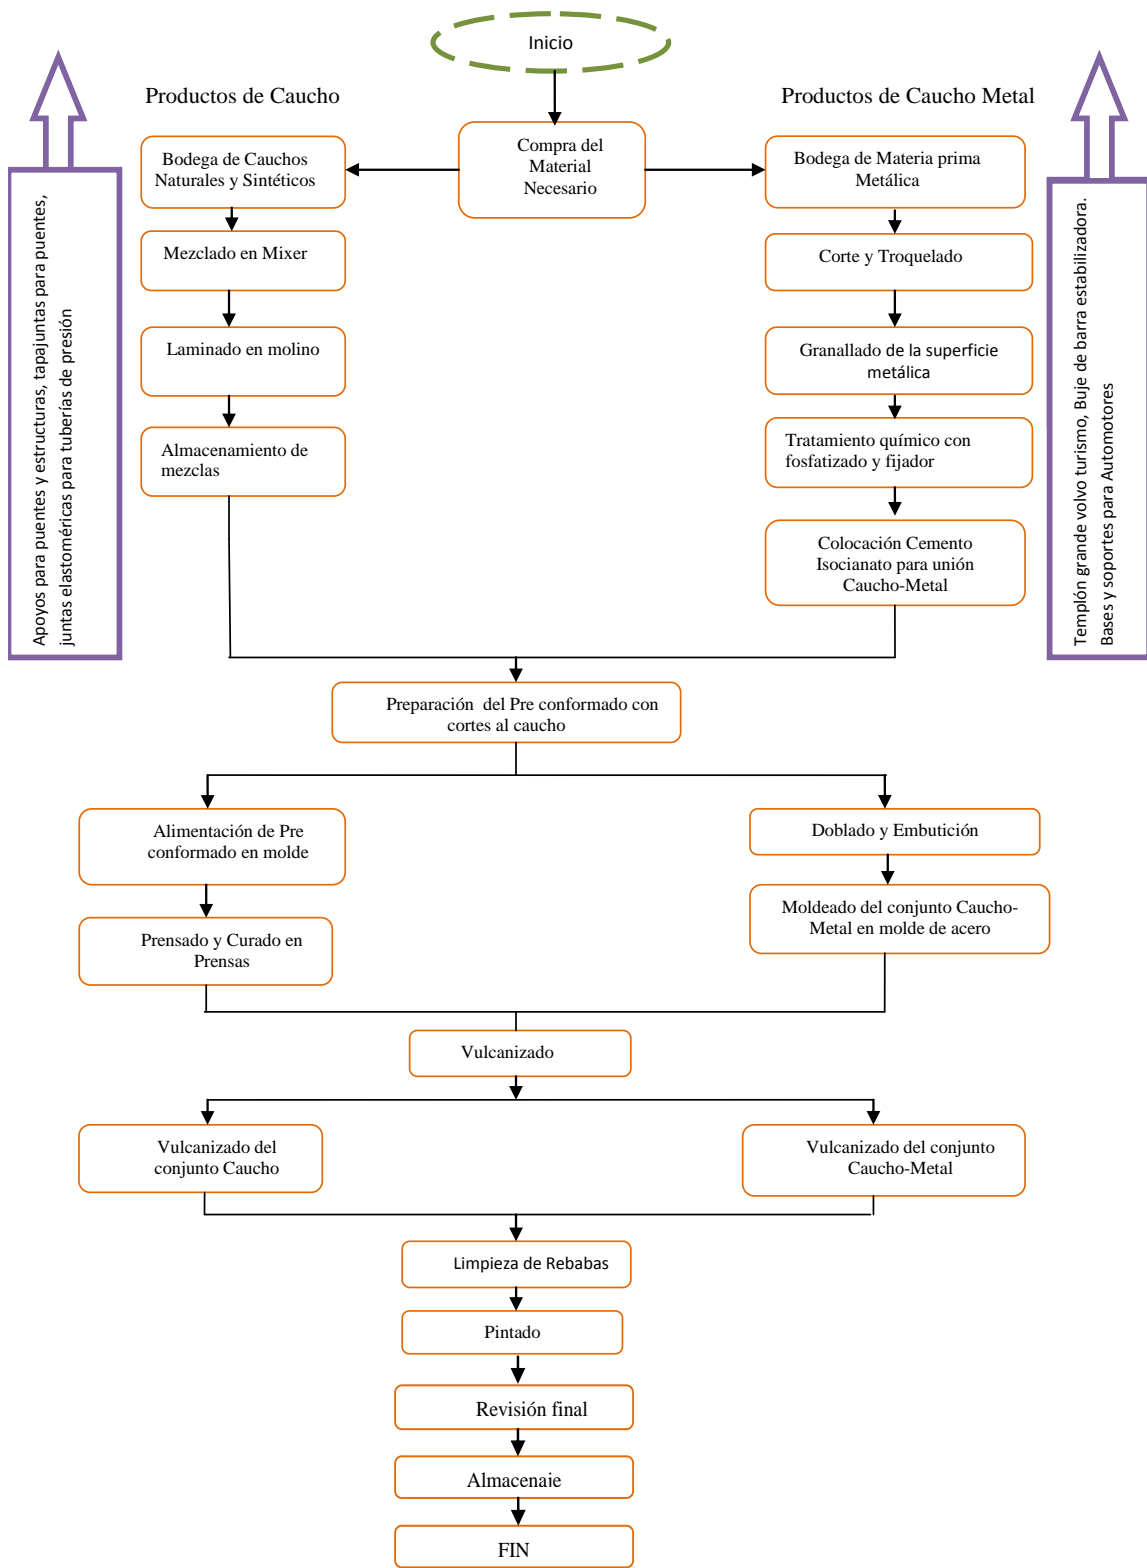 Inicio
Productos de Caucho
Productos de Caucho Metal
Compra del
Material
Necesario
Bodega de Cauchos
Naturales y Sintéticos
Bodega de Materia prima
Metálica
Mezclado en Mixer
Corte y Troquelado
Laminado en molino
Granallado de la superficie
metálica
Almacenamiento de
mezclas
Tratamiento químico con
fosfatizado y fijador
Colocación Cemento
Isocianato para unión
Caucho-Metal
Apoyos para puentes y estructuras, tapajuntas para puentes,
juntas elastoméricas para tuberías de presión
Templón grande volvo turismo, Buje de barra estabilizadora.
Bases y soportes para Automotores
Preparación del Pre conformado con
cortes al caucho
Alimentación de Pre
conformado en molde
Doblado y Embutición
Prensado y Curado en
Prensas
Moldeado del conjunto Caucho-
Metal en molde de acero
Vulcanizado
Vulcanizado del
conjunto Caucho
Vulcanizado del conjunto
Caucho-Metal
Limpieza de Rebabas
Pintado
Revisión final
Almacenaje
FIN